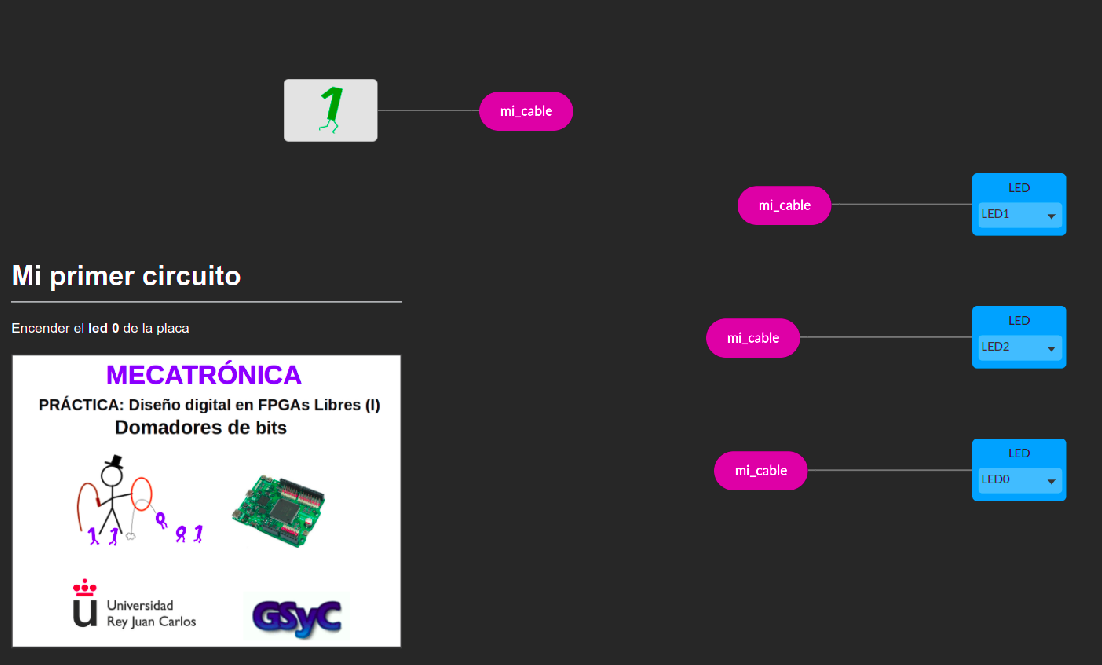 1
mi_cable
mi_cable
LED
LED1
Mi primer circuito
Encender el led 0 de la placa
mi_cable
LED
LED2
MECATRÓNICA
PRÁCTICA: Diseño digital en FPGAs Libres (I)
Domadores de bits
mi_cable
LED
LED0
1 1 0 0 1
Universidad
Rey Juan Carlos
GSyC